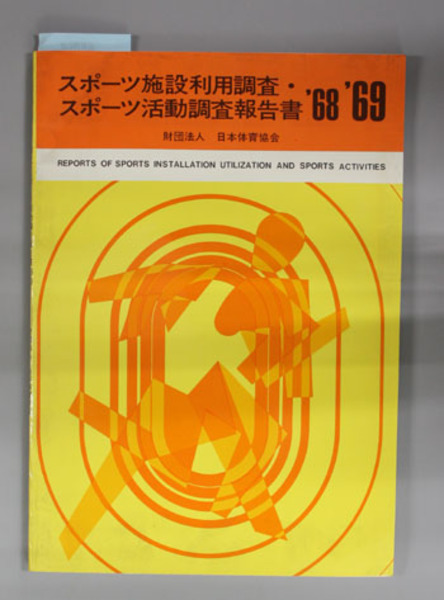 スポーツ施設利用調査・
スポーツ活動調査報告書 '68 '69
財団法人 日本体育協会
REPORTS OF SPORTS INSTALLATION UTILIZATION AND SPORTS ACTIVITIES